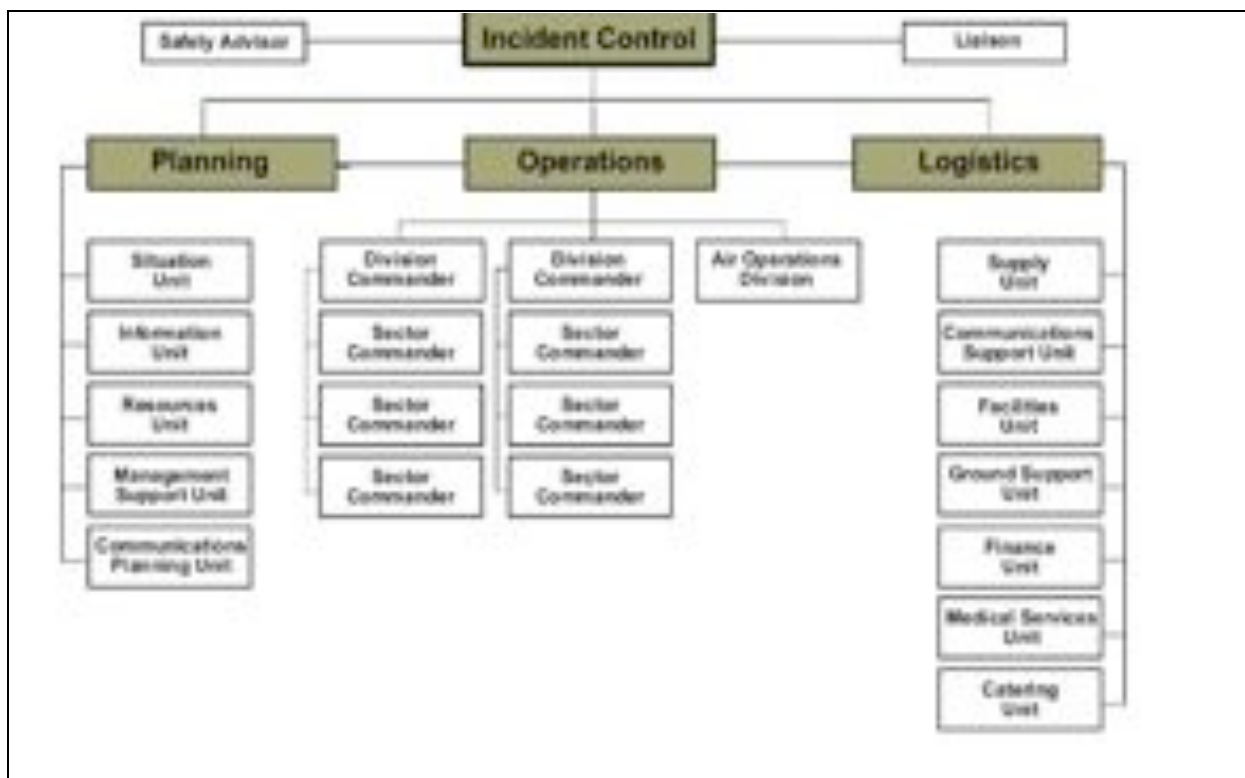 Safety Advisor
Incident Control
Liaison
Planning
Operations
Logistics
Situation
Unit
Information
Unit
Resources
Unit
Management
Support Unit
Communications
Planning Unit
Division
Commander
Sector
Commander
Sector
Commander
Sector
Commander
Division
Commander
Sector
Commander
Sector
Commander
Sector
Commander
Air Operations
Division
Supply
Unit
Communications
Support Unit
Facilities
Unit
Ground Support
Unit
Finance
Unit
Medical Services
Unit
Catering
Unit